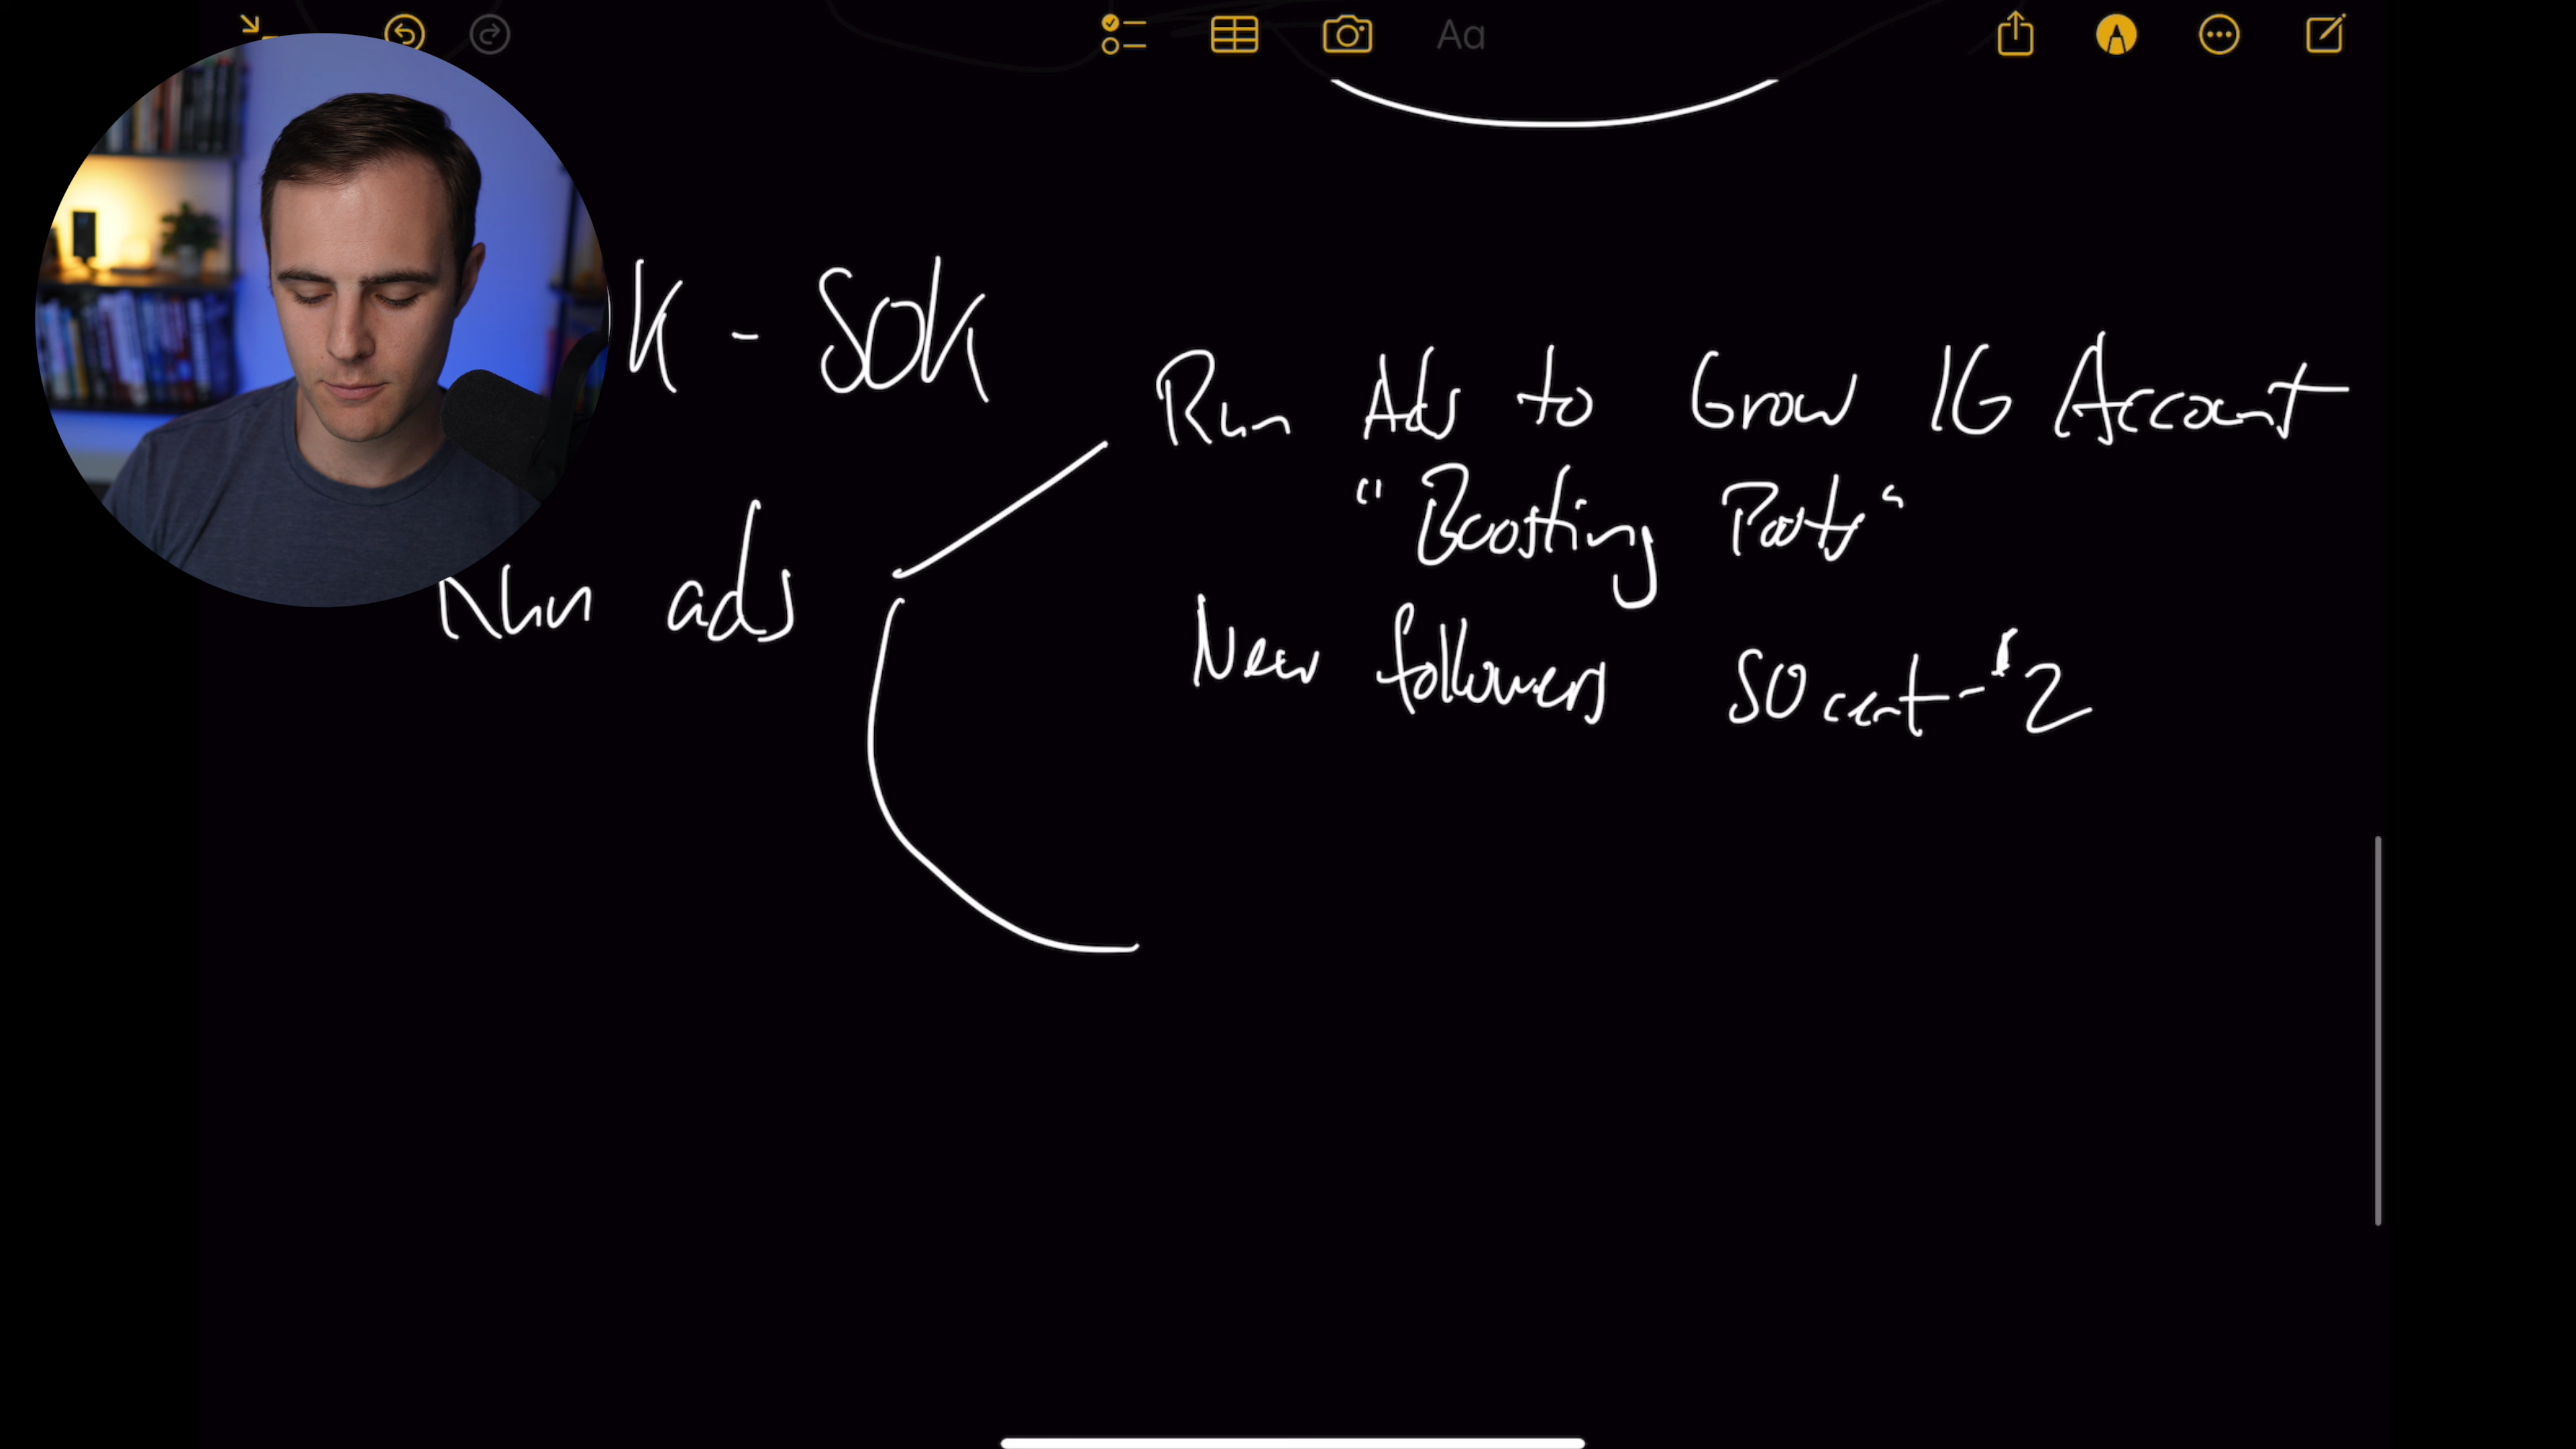 Aa
K - 50K
Run Ads to Grow IG Account
"Boosting Posts"
Run ads
New followers 50 cent - $2